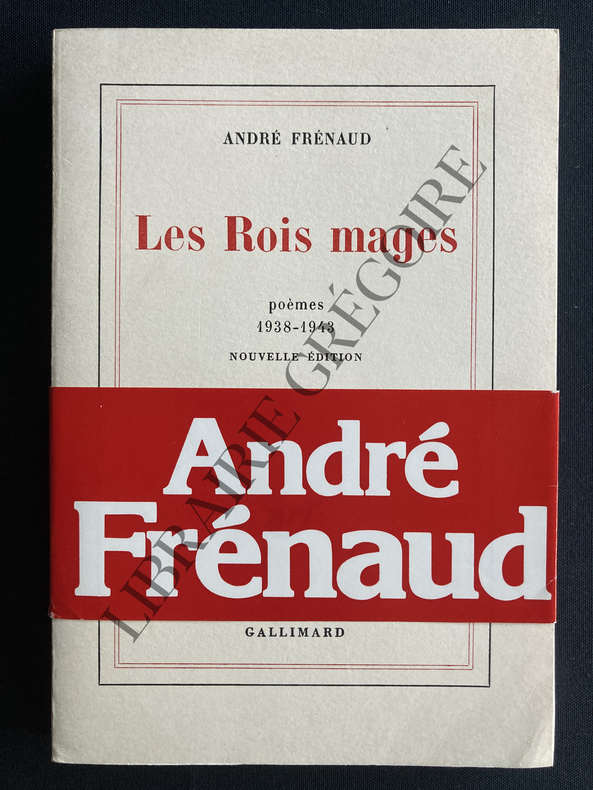 ANDRÉ FRÉNAUD
Les Rois mages
poèmes
1938-1943
NOUVELLE ÉDITION
André
Frénaud
GALLIMARD
LIBRAIRIE GRÉGOIRE